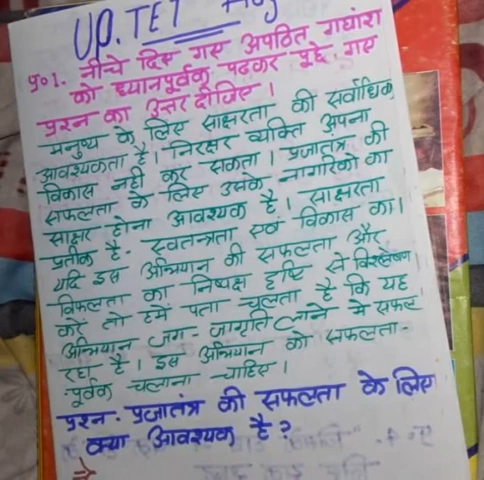 UP. TET
प्र०1. नीचे दिए गए अपठित गद्यांश
को ध्यानपूर्वक पढकर पूछे गए
प्रश्न का उत्तर दीजिए।
मनुष्य के लिए साक्षरता की सर्वाधिक
आवश्यकता है। निरक्षर व्यक्ति अपना
विकास नही कर सकता। प्रजातंत्र की
सफलता के लिए उसके नागरिको का
साक्षर होना आवश्यक है। साक्षरता
प्रतीक है- स्वतन्त्रता एवं विकास का।
यदि इस अभियान की सफलता और
विफलता का निष्पक्ष दृष्टि से विश्लेषण
करें तो हमें पता चलता है कि यह
अभियान जन जागृति लाने मे सफल
रहा है। इस अभियान को सफलता-
पूर्वक चलाना चाहिए।
प्रश्न- प्रजातंत्र की सफलता के लिए
क्या आवश्यक है?